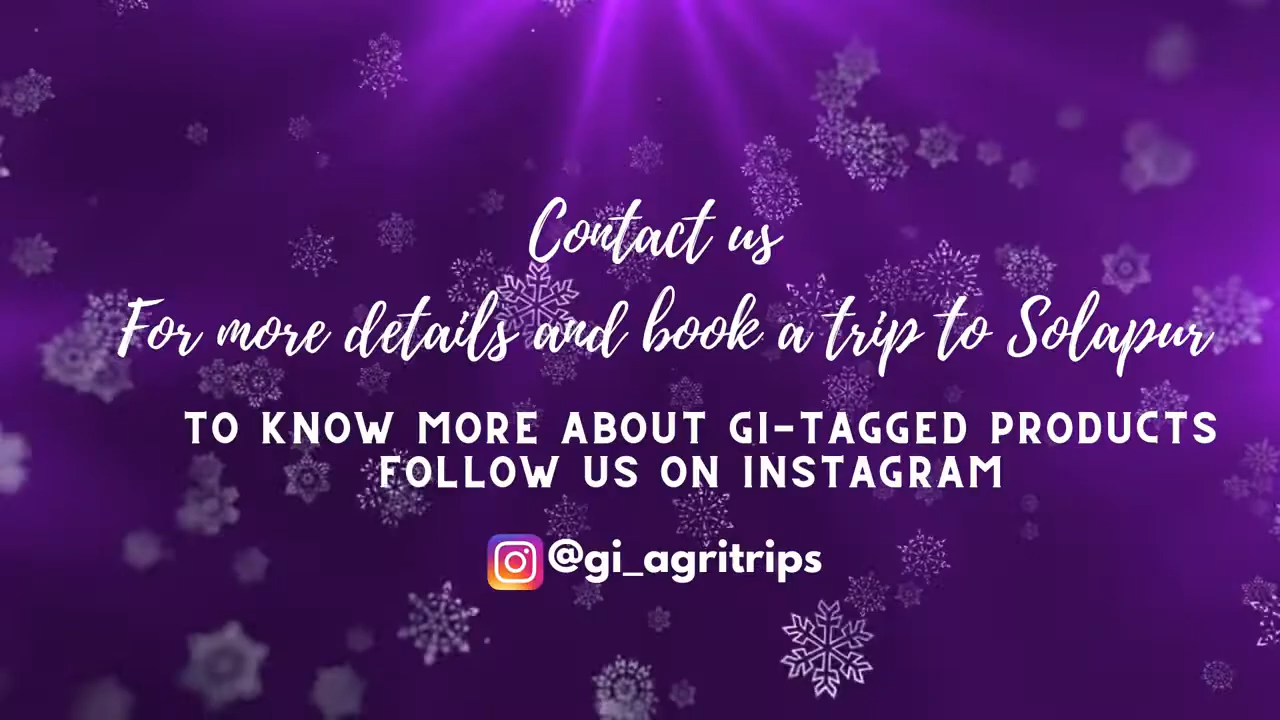 Contact us
For more details and book a trip to Solapur
TO KNOW MORE ABOUT GI-TAGGED PRODUCTS
FOLLOW US ON INSTAGRAM
@gi_agritrips